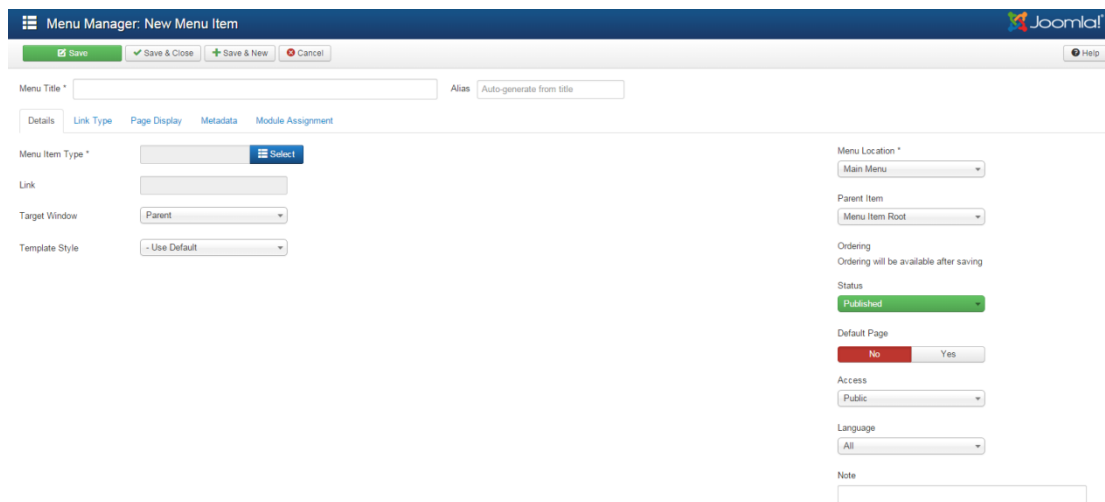 Menu Manager: New Menu Item
Joomla!
Save Save & Close Save & New Cancel Help
Menu Title * Alias Auto-generate from title
Details Link Type Page Display Metadata Module Assignment
Menu Item Type * Select
Link
Target Window Parent
Template Style - Use Default
Menu Location *
Main Menu
Parent Item
Menu Item Root
Ordering
Ordering will be available after saving
Status
Published
Default Page
No Yes
Access
Public
Language
All
Note